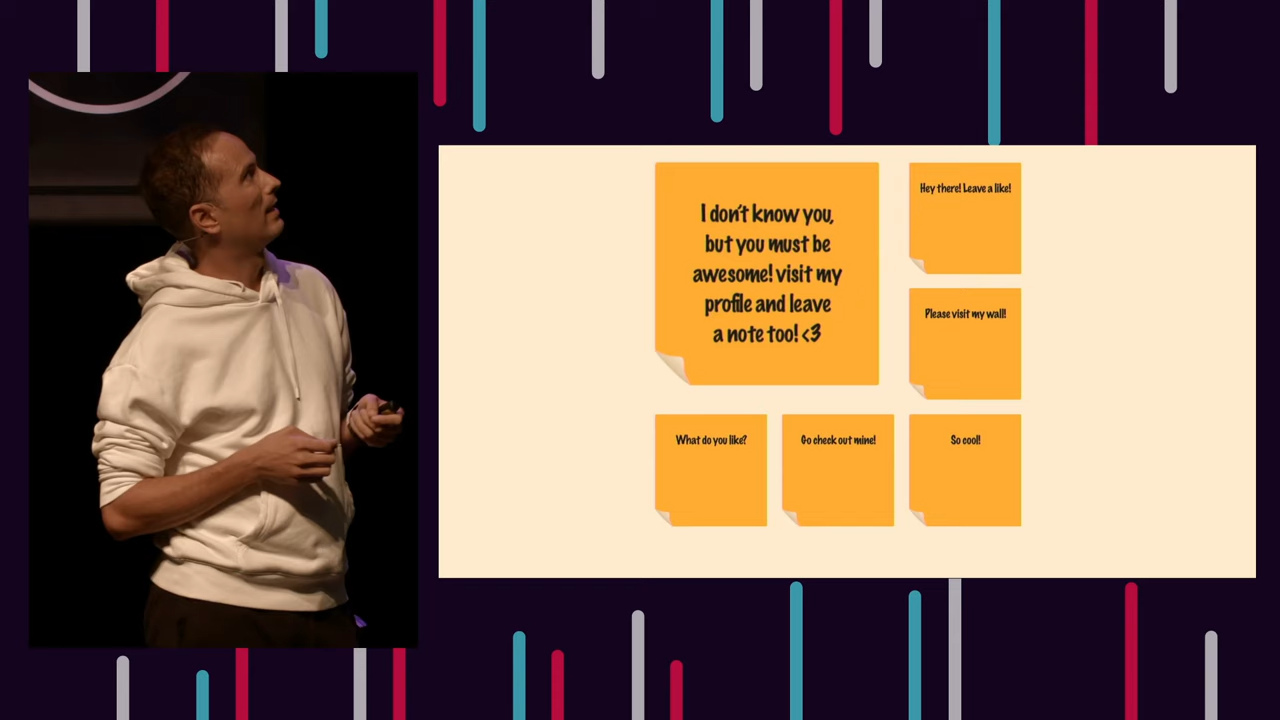 I don't know you,
but you must be
awesome! visit my
profile and leave
a note too! <3
Hey there! Leave a like!
Please visit my wall!
What do you like?
Go check out mine!
So cool!